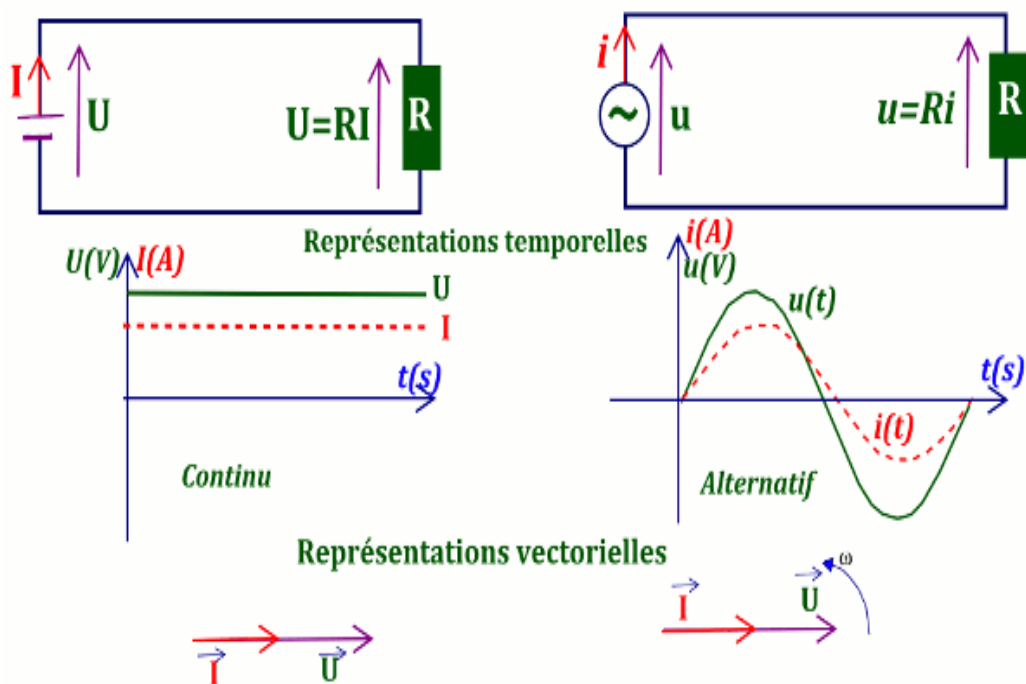 I
U
U=RI
R
i
~
u
u=Ri
R
Représentations temporelles
U(V) I(A)
U
I
t(s)
Continu
i(A)
u(V)
u(t)
t(s)
i(t)
Alternatif
Représentations vectorielles
I
U
I
U
ω